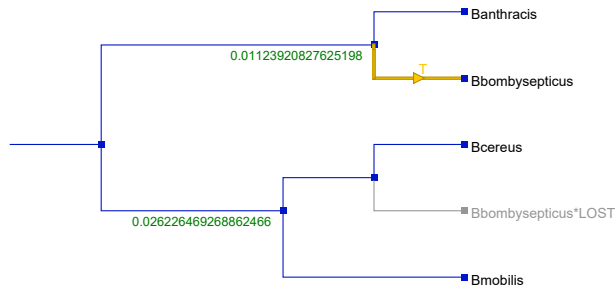 Banthracis
0.01123920827625198
T
Bbombysepticus
Bcereus
Bbombysepticus*LOST
0.026226469268862466
Bmobilis